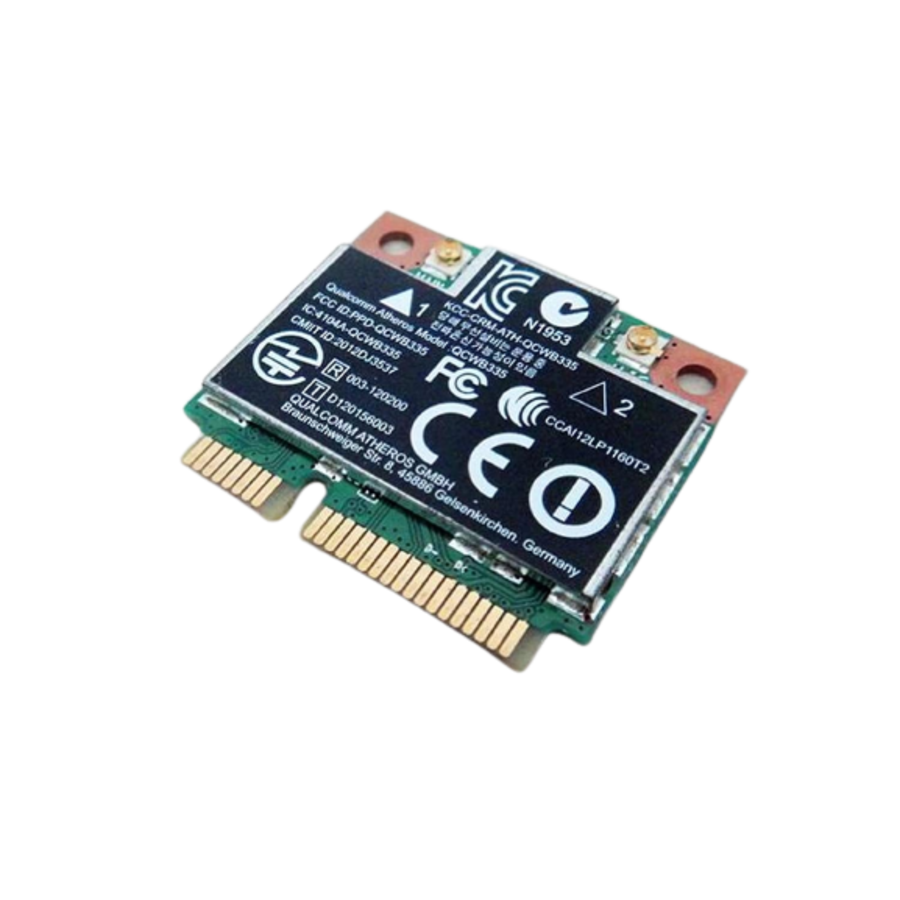 KC
N1953
1
KCC-CRM-ATH-QCWB335
당해 무선설비는 운용 중
전파혼신 가능성이 있음
Qualcomm Atheros Model :QCWB335
FCC ID:PPD-QCWB335
IC-4104A-QCWB335
CMIIT ID:2012DJ3537
R 003-120200
T D120156003
FC
CCAI12LP1160T2
2
CE
QUALCOMM ATHEROS GMBH
Braunschweiger Str. 8, 45886 Gelsenkirchen. Germany
D-